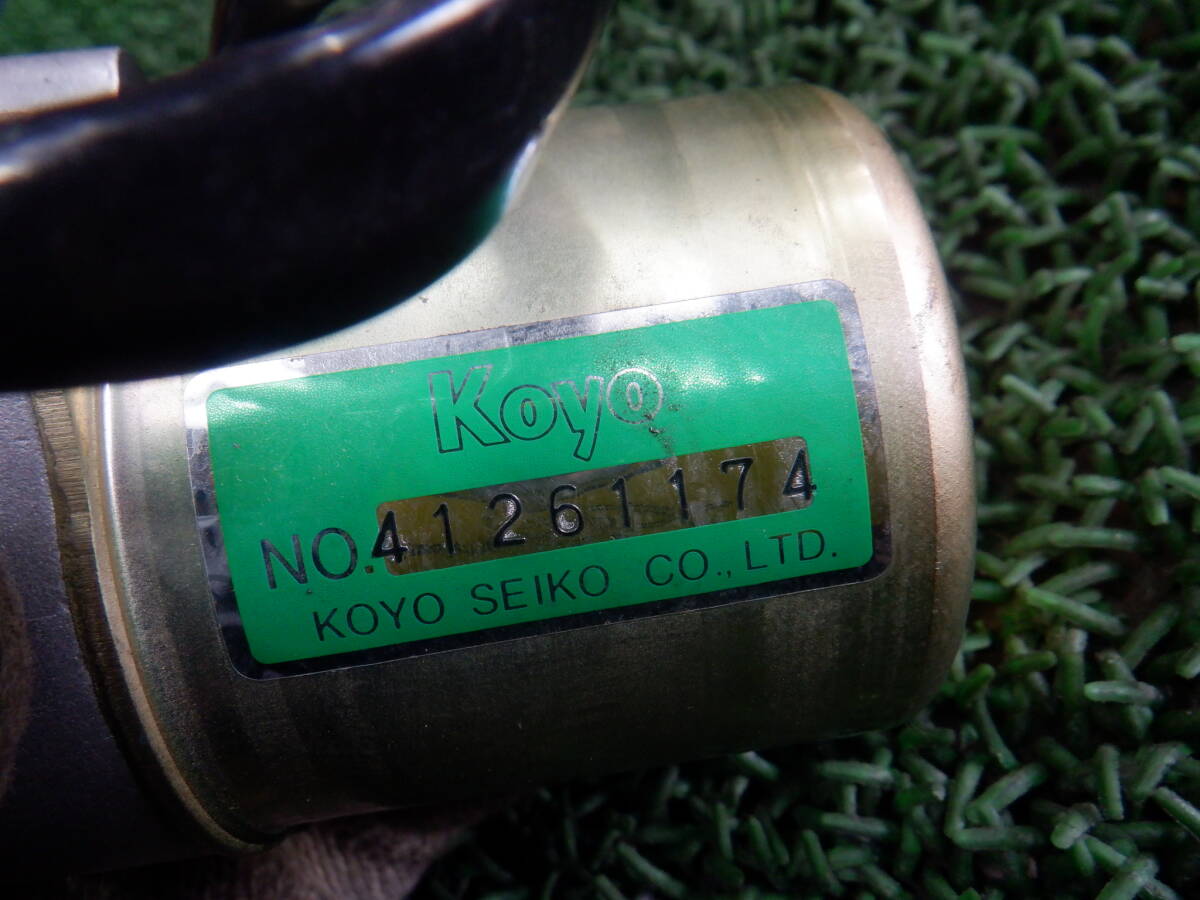 Koyo
NO.41261174
KOYO SEIKO CO., LTD.